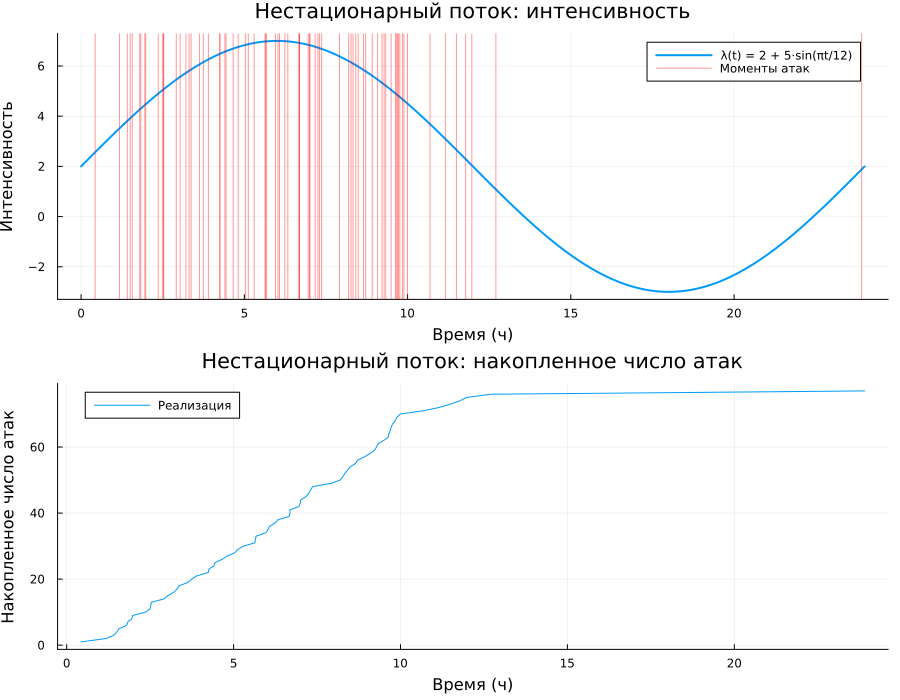 Нестационарный поток: интенсивность
Интенсивность
6
4
2
0
−2
λ(t) = 2 + 5·sin(πt/12)
Моменты атак
0 5 10 15 20
Время (ч)
Нестационарный поток: накопленное число атак
Накопленное число атак
60
40
20
0
Реализация
0 5 10 15 20
Время (ч)